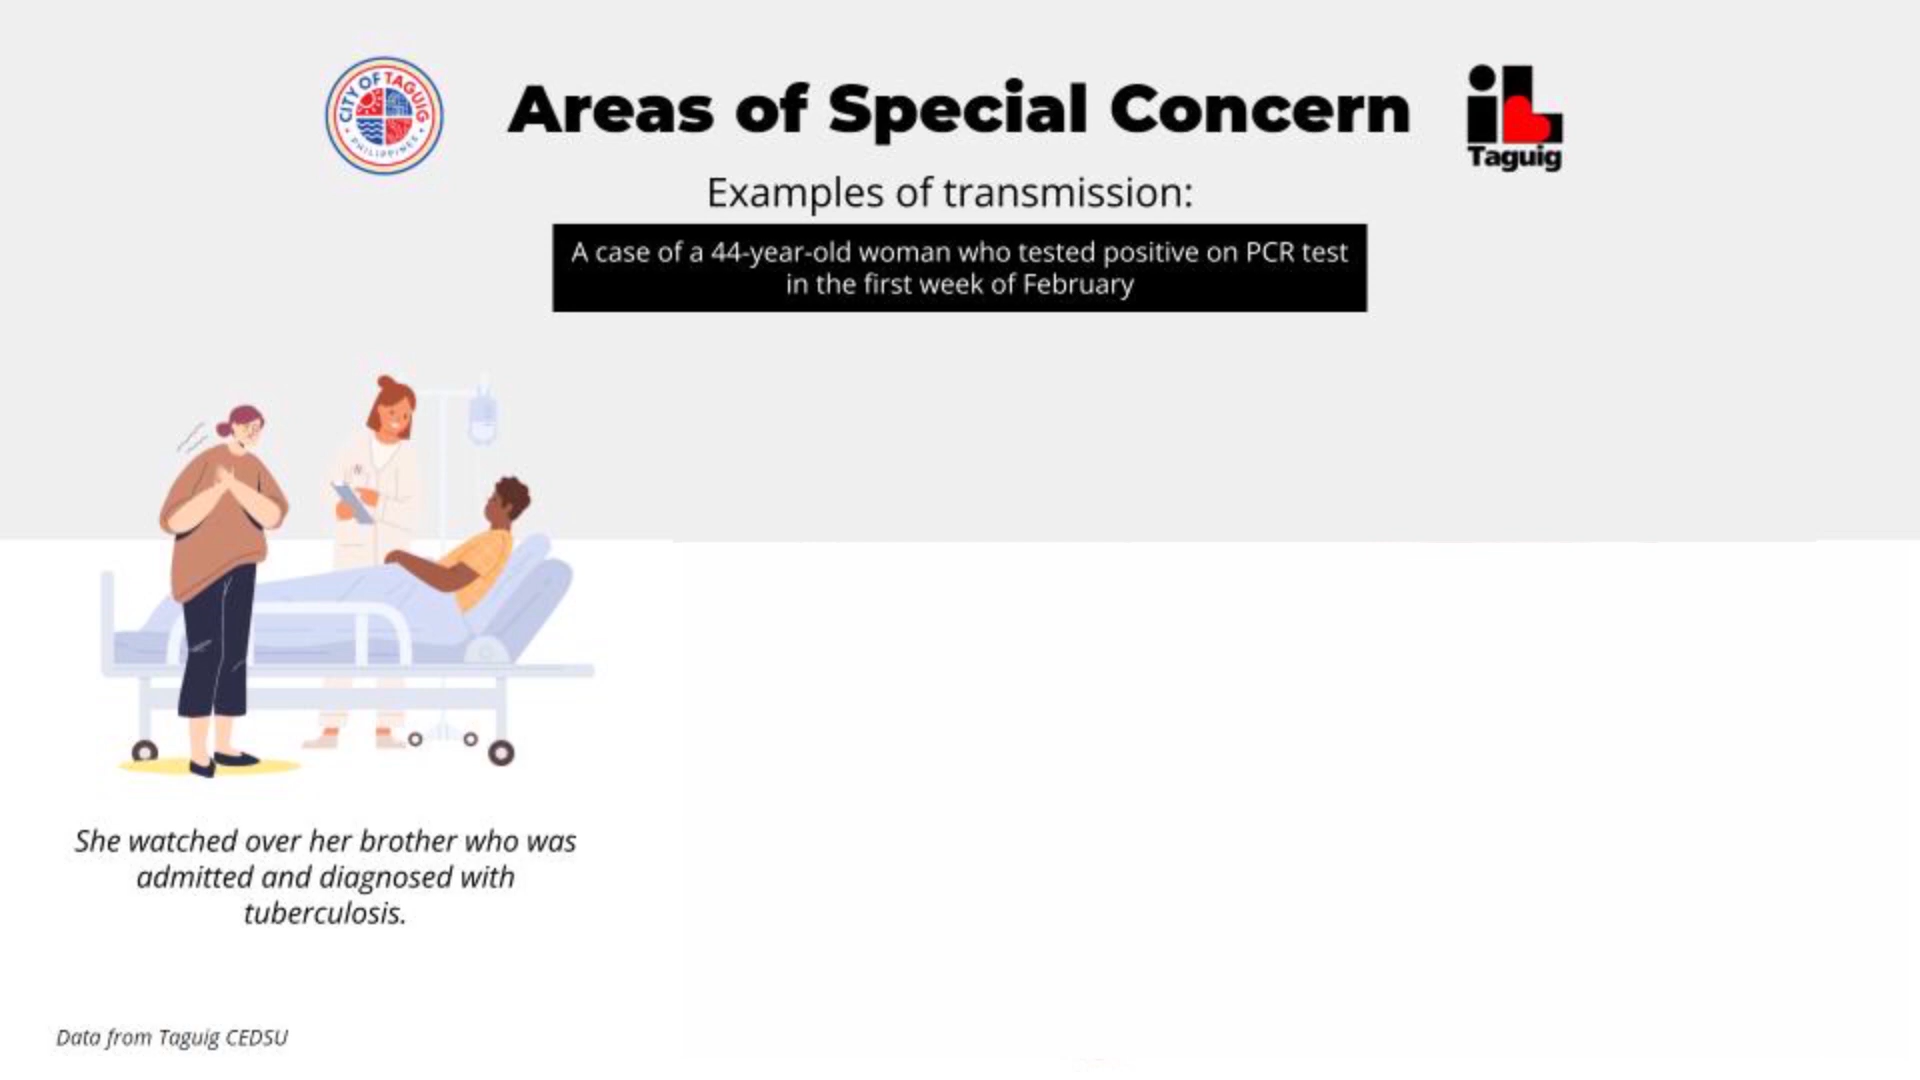 CITY OF TAGUIG
PHILIPPINES
Areas of Special Concern
iL
Taguig
Examples of transmission:
A case of a 44-year-old woman who tested positive on PCR test
in the first week of February
She watched over her brother who was
admitted and diagnosed with
tuberculosis.
Data from Taguig CEDSU